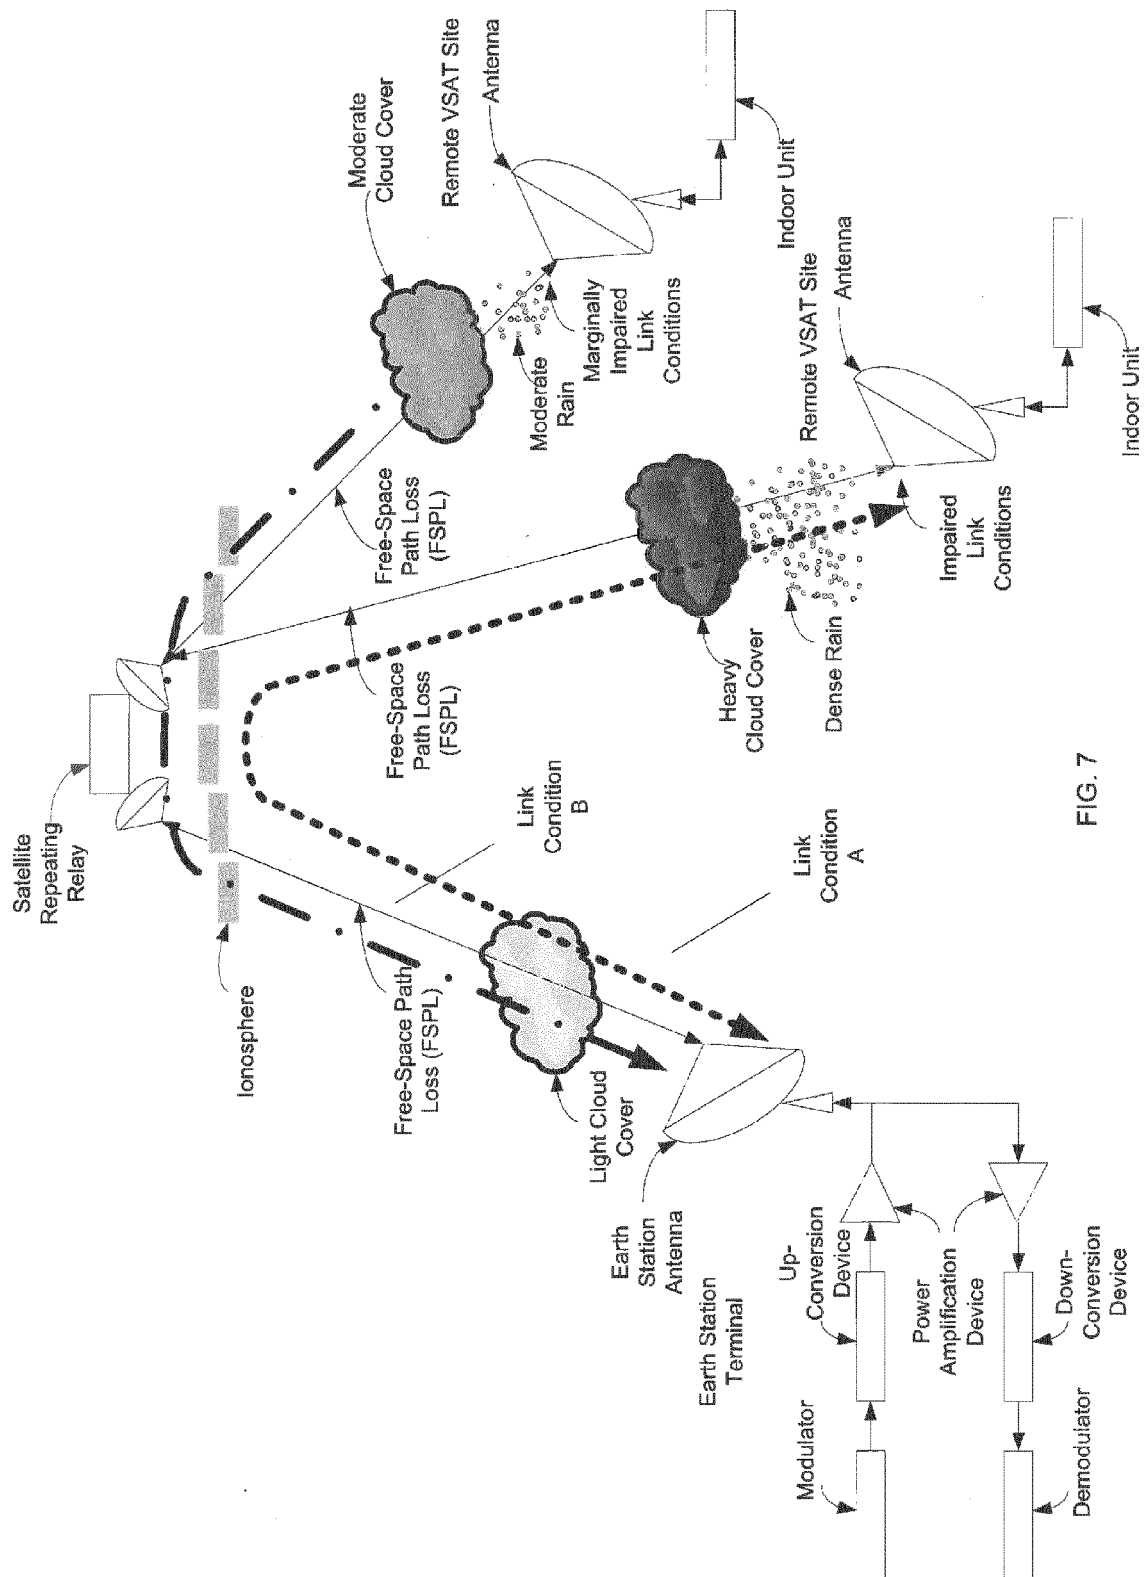 Satellite
Repeating
Relay
Ionosphere
Free-Space Path
Loss (FSPL)
Link
Condition
B
Link
Condition
A
Light Cloud
Cover
Earth
Station
Antenna
Earth Station
Terminal
Modulator
Up-
Conversion
Device
Power
Amplification
Device
Down-
Conversion
Device
Demodulator
Free-Space
Path Loss
(FSPL)
Free-Space
Path Loss
(FSPL)
Heavy
Cloud Cover
Dense Rain
Impaired
Link
Conditions
Remote VSAT Site
Antenna
Indoor Unit
Moderate
Cloud Cover
Moderate
Rain
Marginally
Impaired
Link
Conditions
Remote VSAT Site
Antenna
Indoor Unit
FIG. 7